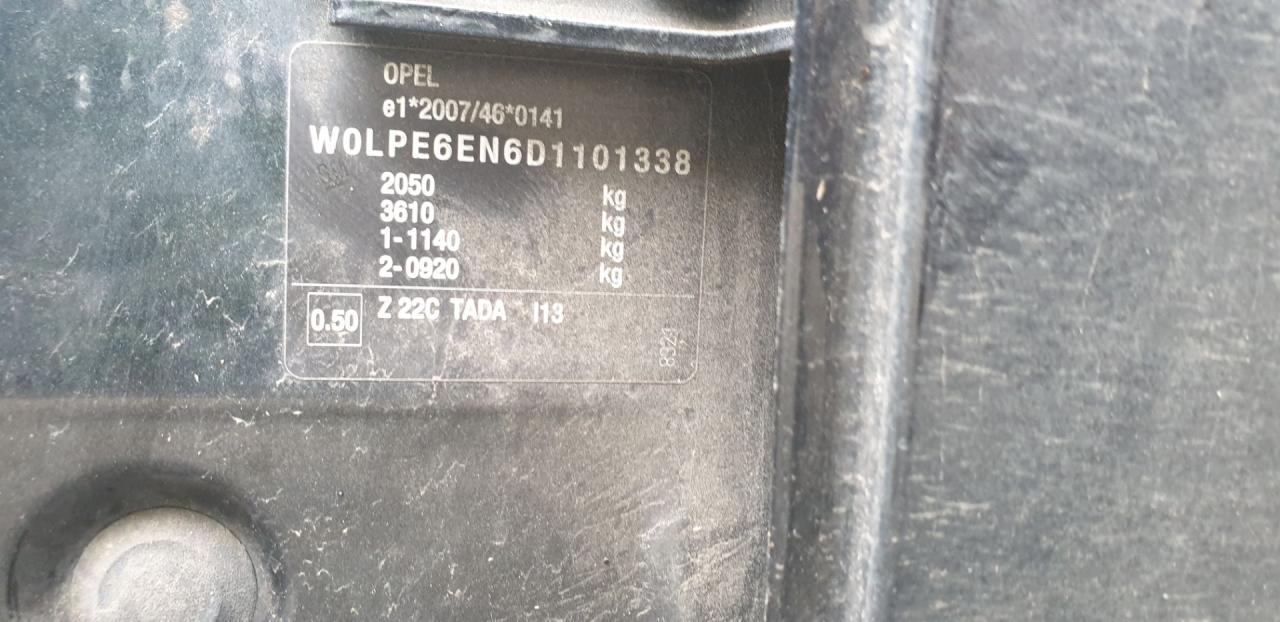 OPEL
e1*2007/46*0141
W0LPE6EN6D1101338
2050 kg
3610 kg
1-1140 kg
2-0920 kg
0.50 Z 22C TADA I13
8324